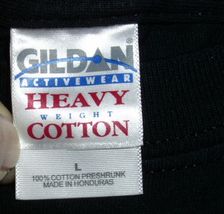 GILDAN
ACTIVEWEAR
HEAVY
WEIGHT
COTTON
L
100% COTTON PRESHRUNK
MADE IN HONDURAS